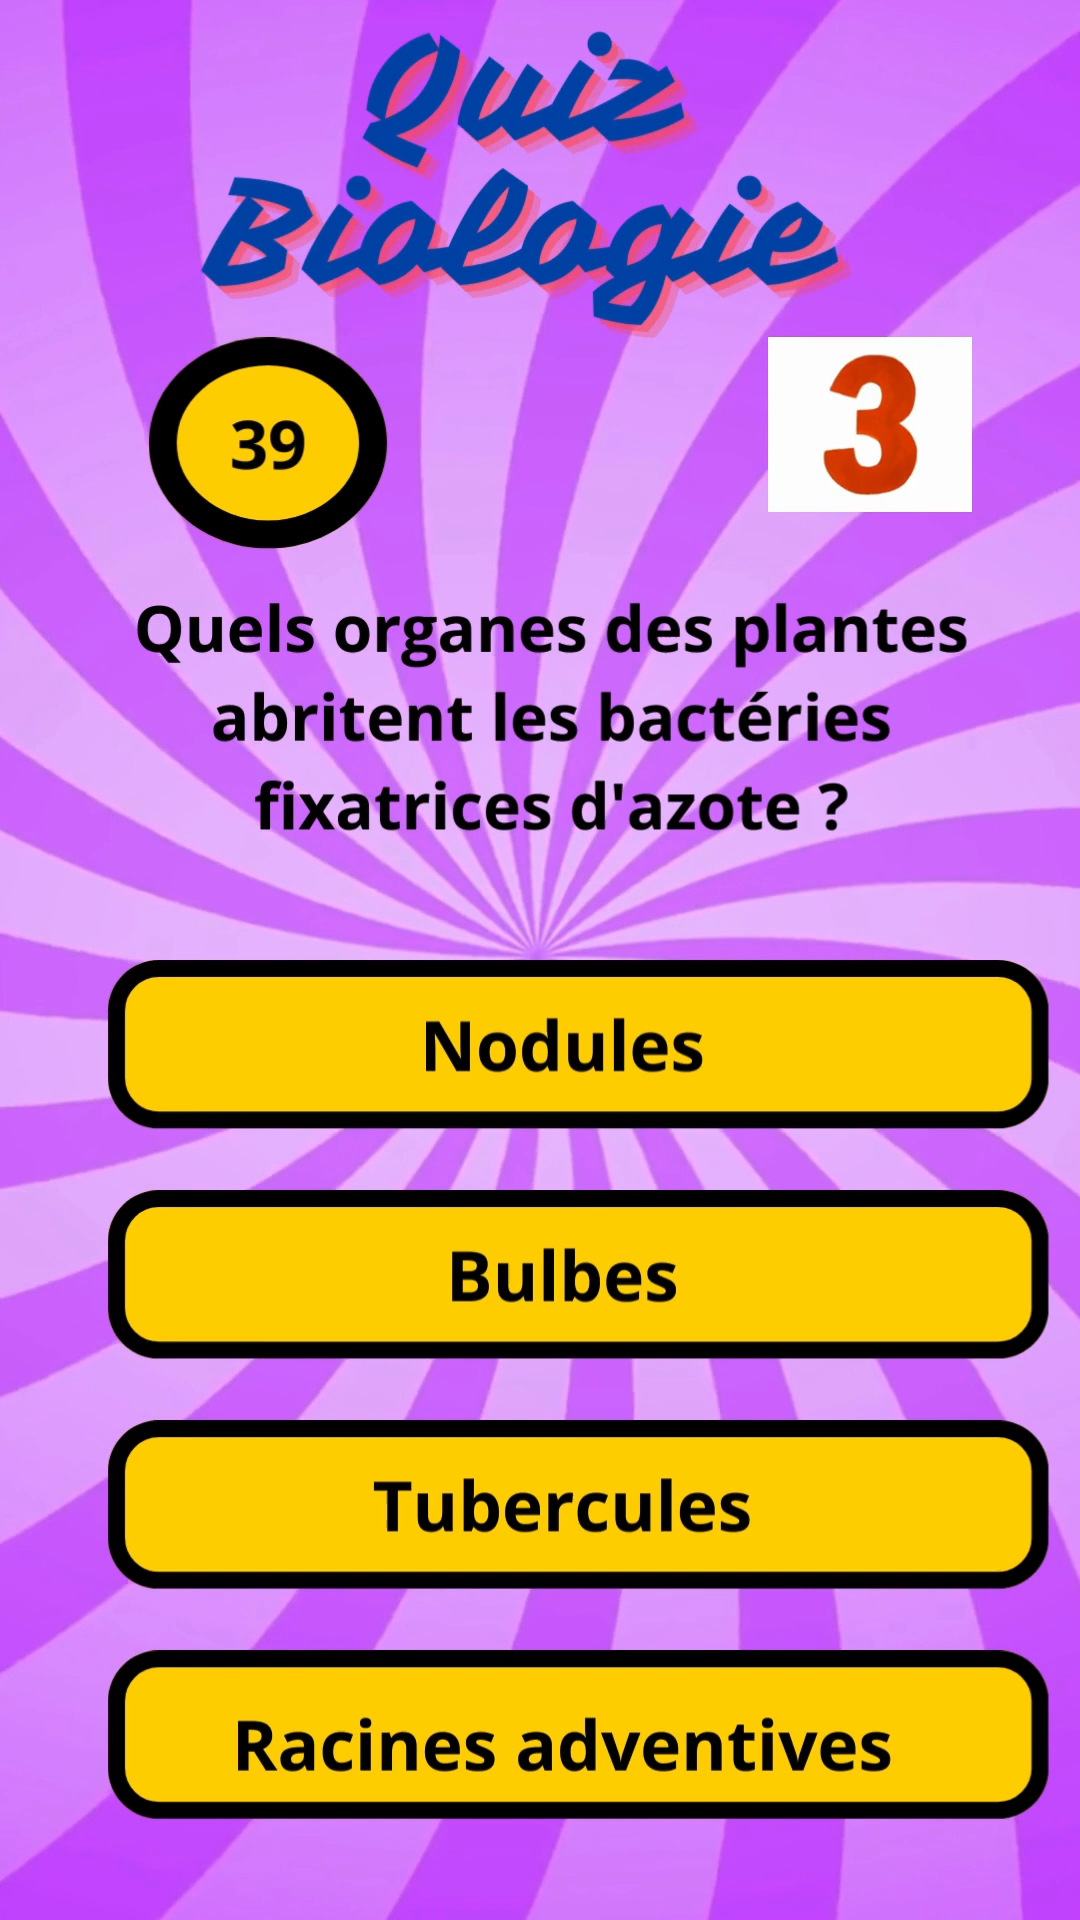 Quiz
Biologie
39
3
Quels organes des plantes
abritent les bactéries
fixatrices d'azote ?
Nodules
Bulbes
Tubercules
Racines adventives